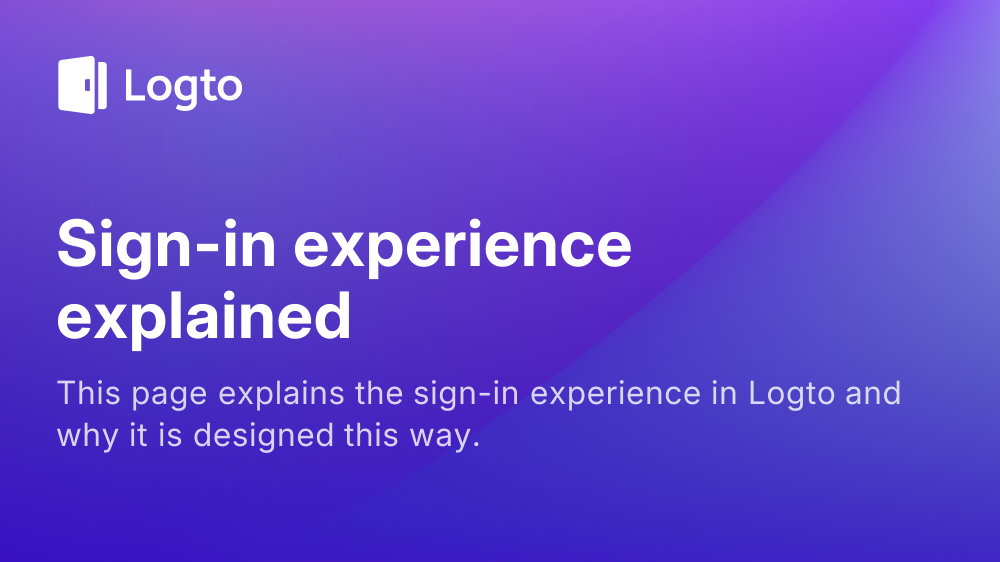 Logto
Sign-in experience
explained
This page explains the sign-in experience in Logto and
why it is designed this way.